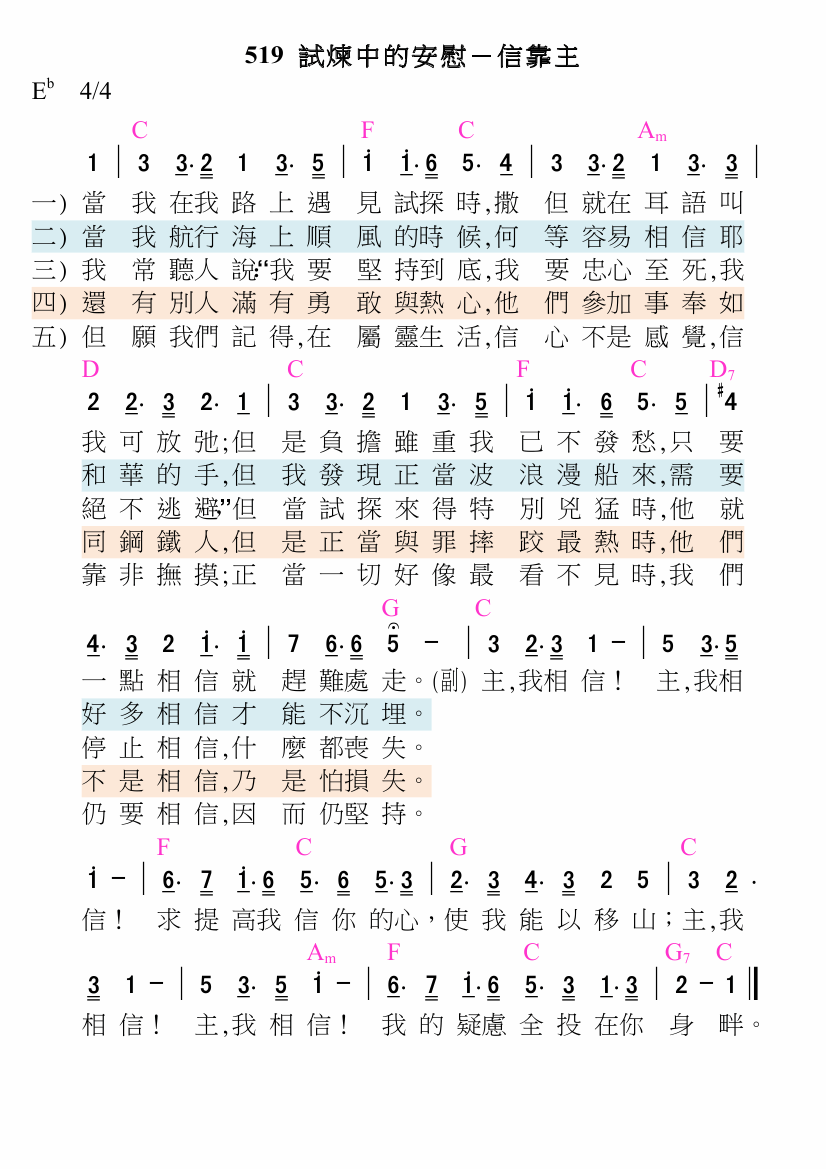 519 試煉中的安慰－信靠主
E♭ 4/4
C F C Am
1 | 3 3·2 1 3· 5 | i i·6 5· 4 | 3 3·2 1 3· 3 |
一) 當 我 在我 路 上 遇 見 試探 時,撒 但 就在 耳 語 叫
二) 當 我 航行 海 上 順 風 的時 候,何 等 容易 相 信 耶
三) 我 常 聽人 說:“我 要 堅 持到 底,我 要 忠心 至 死,我
四) 還 有 別人 滿 有 勇 敢 與熱 心,他 們 參加 事 奉 如
五) 但 願 我們 記 得,在 屬 靈生 活,信 心 不是 感 覺,信
D C F C D7
2 2· 3 2· 1 | 3 3· 2 1 3· 5 | i i· 6 5· 5 | ♯4
我 可 放 弛;但 是 負 擔 雖 重 我 已 不 發 愁,只 要
和 華 的 手,但 我 發 現 正 當 波 浪 漫 船 來,需 要
絕 不 逃 避,”但 當 試 探 來 得 特 別 兇 猛 時,他 就
同 鋼 鐵 人,但 是 正 當 與 罪 摔 跤 最 熱 時,他 們
靠 非 撫 摸;正 當 一 切 好 像 最 看 不 見 時,我 們
G C
4· 3 2 i· i | 7 6·6 5 － | 3 2·3 1 － | 5 3·5
一 點 相 信 就 趕 難處 走。(副) 主,我相 信！ 主,我相
好 多 相 信 才 能 不沉 埋。
停 止 相 信,什 麼 都喪 失。
不 是 相 信,乃 是 怕損 失。
仍 要 相 信,因 而 仍堅 持。
F C G C
i － | 6· 7 i·6 5· 6 5·3 | 2· 3 4· 3 2 5 | 3 2 ·
信！ 求 提 高我 信 你 的心，使 我 能 以 移 山；主,我
Am F C G7 C
3 1 － | 5 3· 5 i － | 6· 7 i·6 5· 3 1·3 | 2 － 1 ‖
相 信！ 主,我 相 信！ 我 的 疑慮 全 投 在你 身 畔。